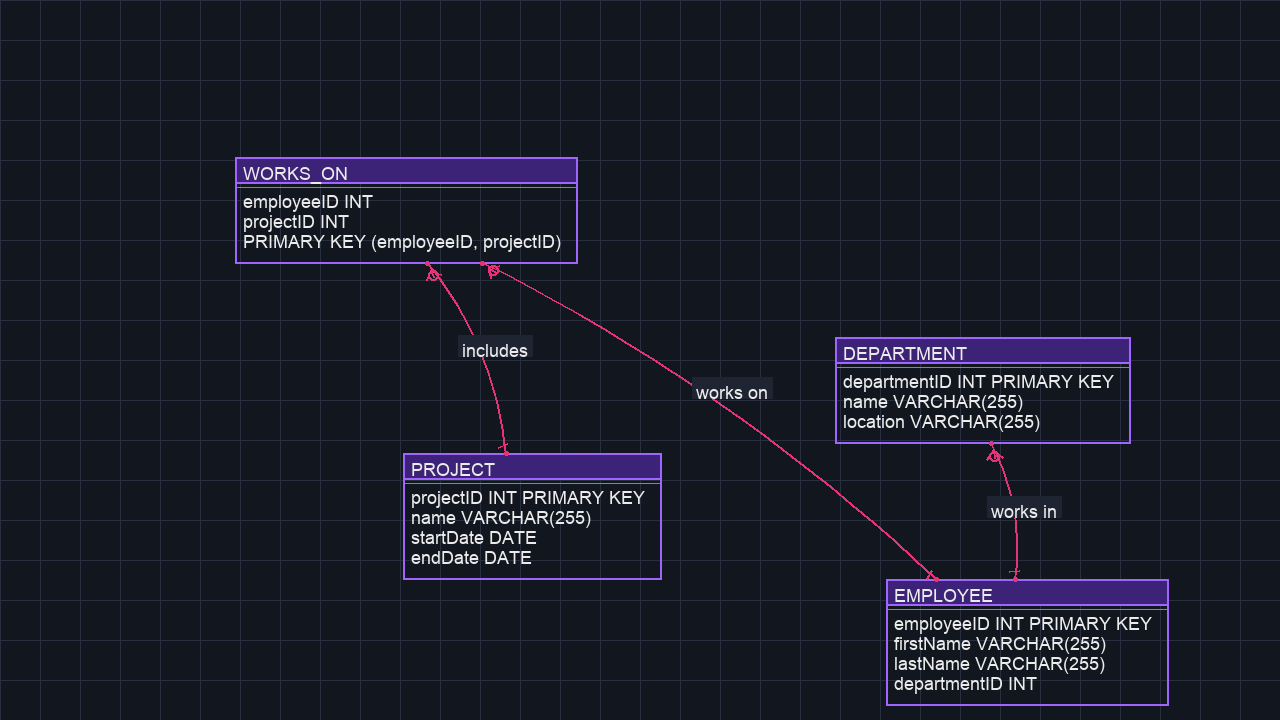 WORKS_ON
employeeID INT
projectID INT
PRIMARY KEY (employeeID, projectID)
includes
works on
DEPARTMENT
departmentID INT PRIMARY KEY
name VARCHAR(255)
location VARCHAR(255)
PROJECT
projectID INT PRIMARY KEY
name VARCHAR(255)
startDate DATE
endDate DATE
works in
EMPLOYEE
employeeID INT PRIMARY KEY
firstName VARCHAR(255)
lastName VARCHAR(255)
departmentID INT